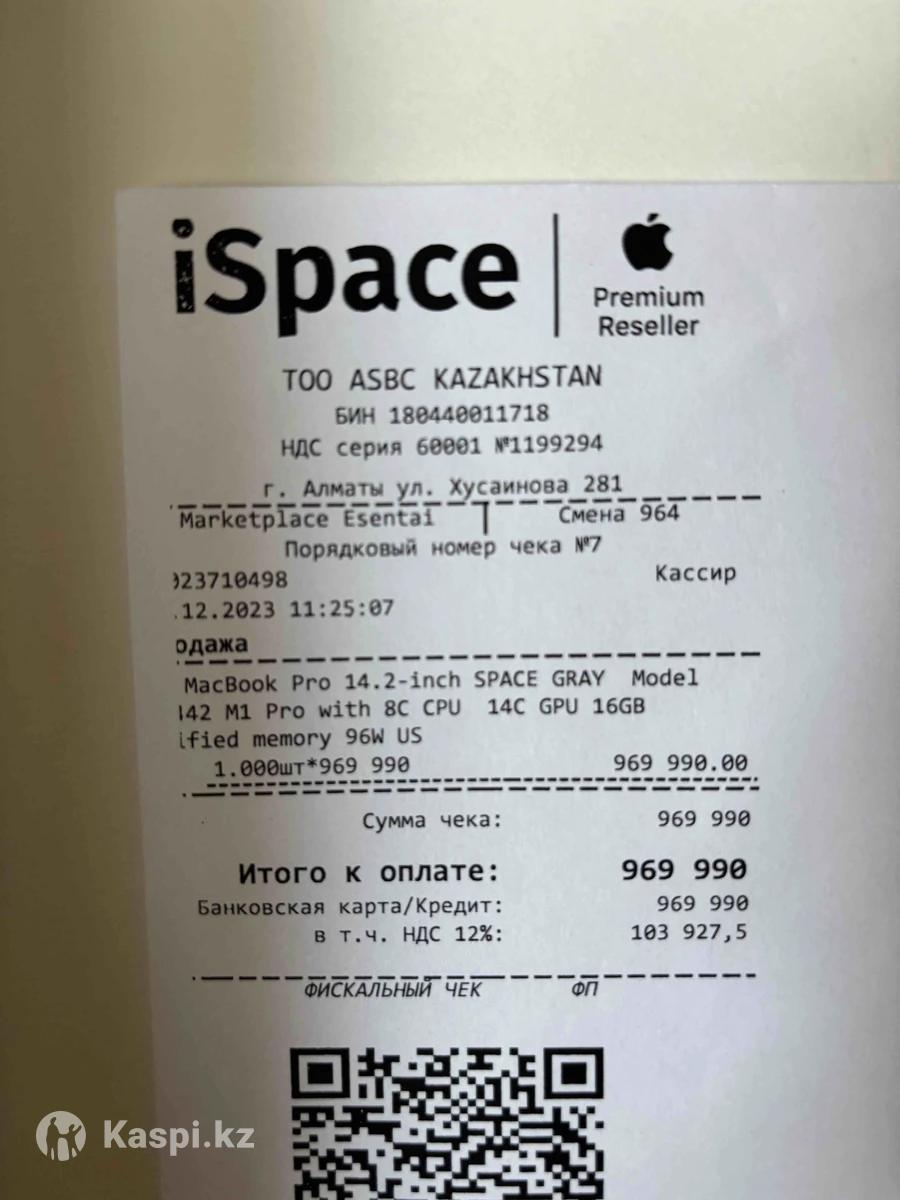 iSpace
Premium
Reseller
ТОО ASBC KAZAKHSTAN
БИН 180440011718
НДС серия 60001 №1199294
г. Алматы ул. Хусаинова 281
Marketplace Esentai | Смена 964
Порядковый номер чека №7
023710498 Кассир
.12.2023 11:25:07
одажа
MacBook Pro 14.2-inch SPACE GRAY Model
442 M1 Pro with 8C CPU 14C GPU 16GB
ified memory 96W US
1.000шт*969 990 969 990.00
Сумма чека: 969 990
Итого к оплате: 969 990
Банковская карта/Кредит: 969 990
в т.ч. НДС 12%: 103 927,5
ФИСКАЛЬНЫЙ ЧЕК ФП
Kaspi.kz